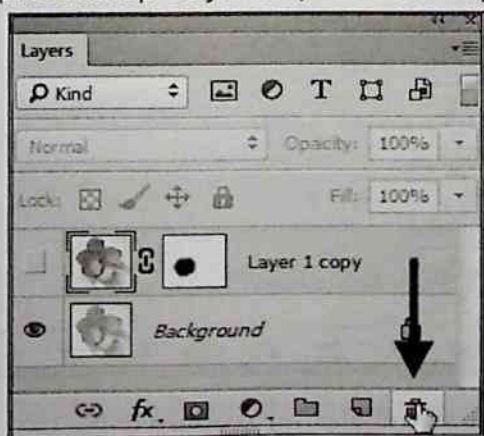 Layers
Kind
T
Normal Opacity: 100%
Lock: Fill: 100%
Layer 1 copy
Background
fx.